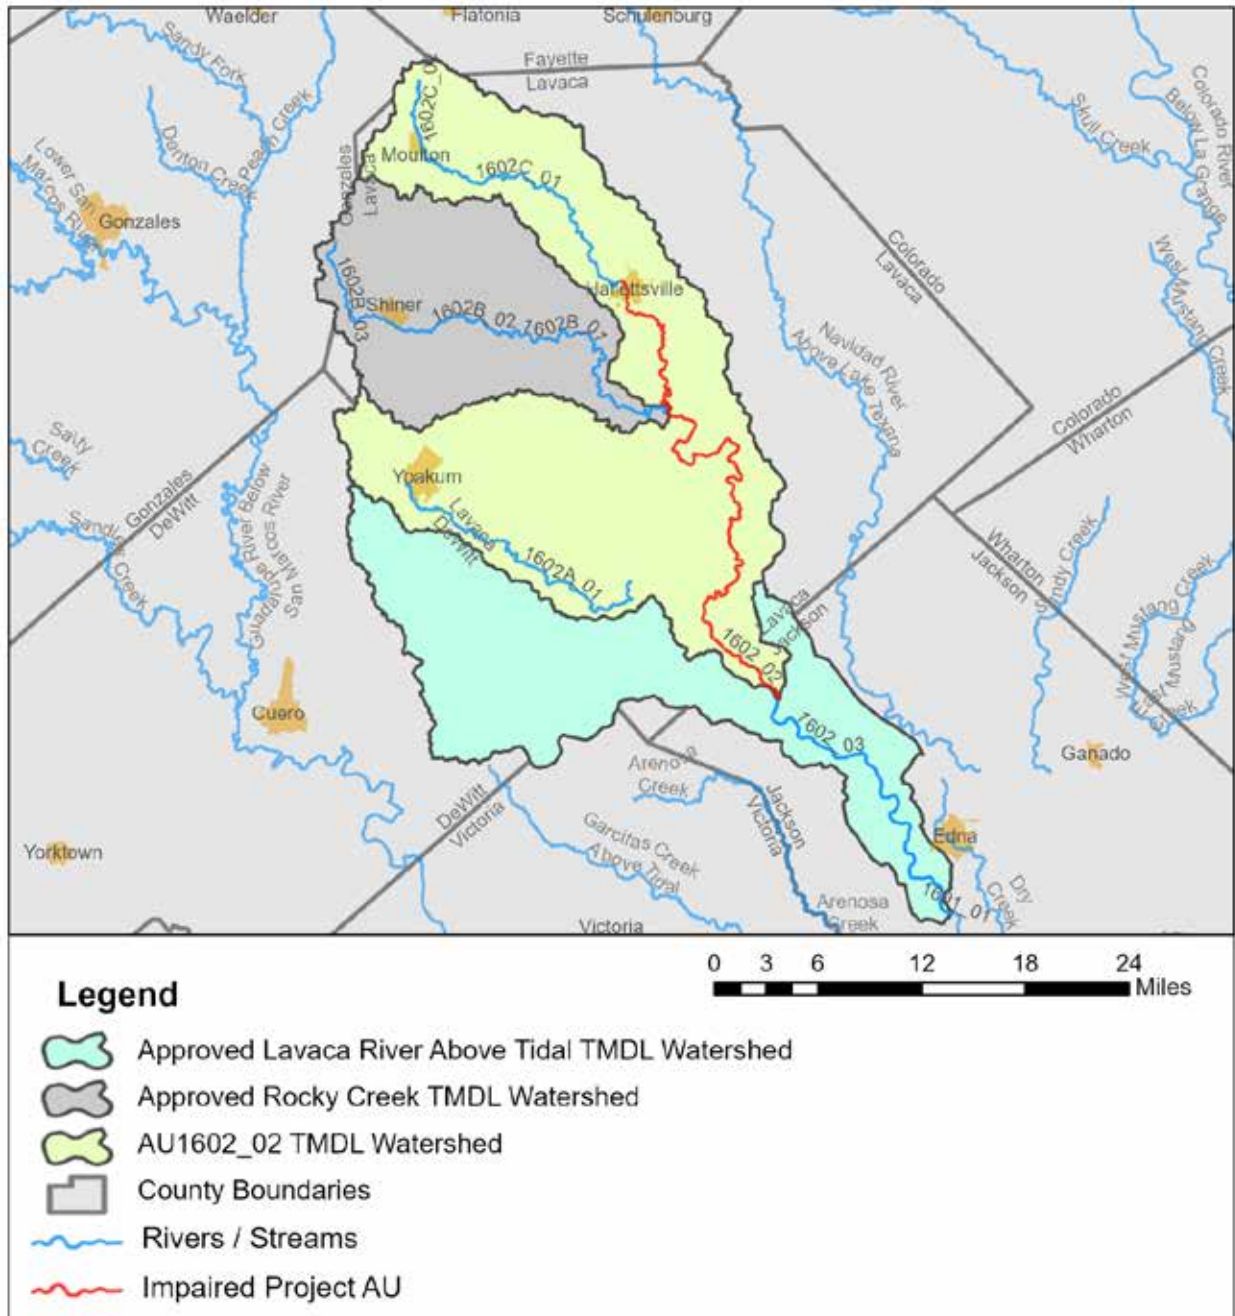 Waelder
Flatonia
Schulenburg
Sandy Fork
Fayette
Lavaca
Colorado River
Below La Grange
Denton Creek
Peach Creek
1602C_0
Skull Creek
Lower San
Marcos River
Gonzales
Gonzales
Lavaca
Moulton
1602C_01
Colorado
Lavaca
West Mustang Creek
1602B_03
Shiner
1602B_02
1602B_01
Hallettsville
Navidad River
Above Lake Texana
Colorado
Wharton
Salty
Creek
Gonzales
DeWitt
Guadalupe River Below
San Marcos River
Yoakum
Lavaca
DeWitt
Sandies Creek
1602A_01
Wharton
Jackson
Sandy Creek
West Mustang Creek
Mustang
Creek
Lavaca
Jackson
1602_02
Cuero
1602_03
Ganado
Arenosa
Creek
Jackson
Victoria
DeWitt
Victoria
Garcitas Creek
Above Tidal
Edna
Yorktown
1601_01
Dry
Creek
Arenosa
Creek
Victoria
0 3 6 12 18 24
Miles
Legend
Approved Lavaca River Above Tidal TMDL Watershed
Approved Rocky Creek TMDL Watershed
AU1602_02 TMDL Watershed
County Boundaries
Rivers / Streams
Impaired Project AU